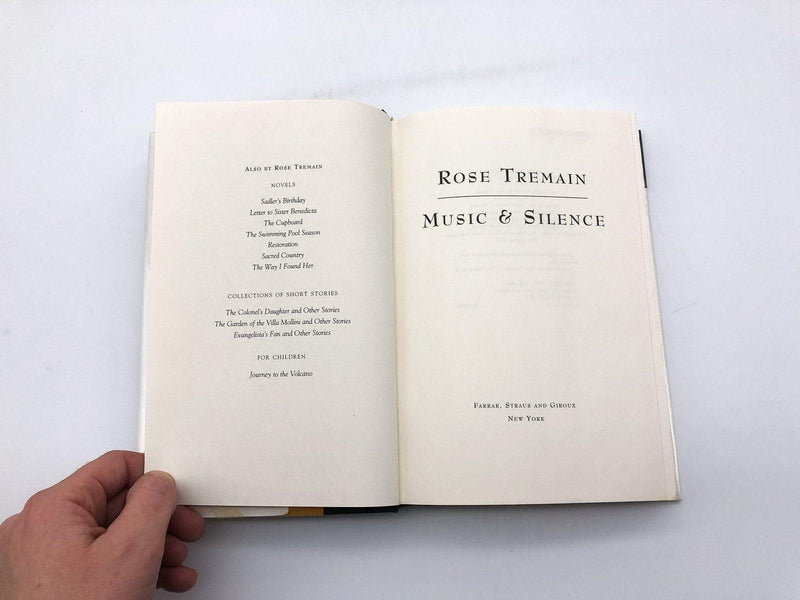 ALSO BY ROSE TREMAIN
NOVELS
Sadler's Birthday
Letter to Sister Benedicta
The Cupboard
The Swimming Pool Season
Restoration
Sacred Country
The Way I Found Her
COLLECTIONS OF SHORT STORIES
The Colonel's Daughter and Other Stories
The Garden of the Villa Mollini and Other Stories
Evangelista's Fan and Other Stories
FOR CHILDREN
Journey to the Volcano
ROSE TREMAIN
MUSIC & SILENCE
FARRAR, STRAUS AND GIROUX
NEW YORK